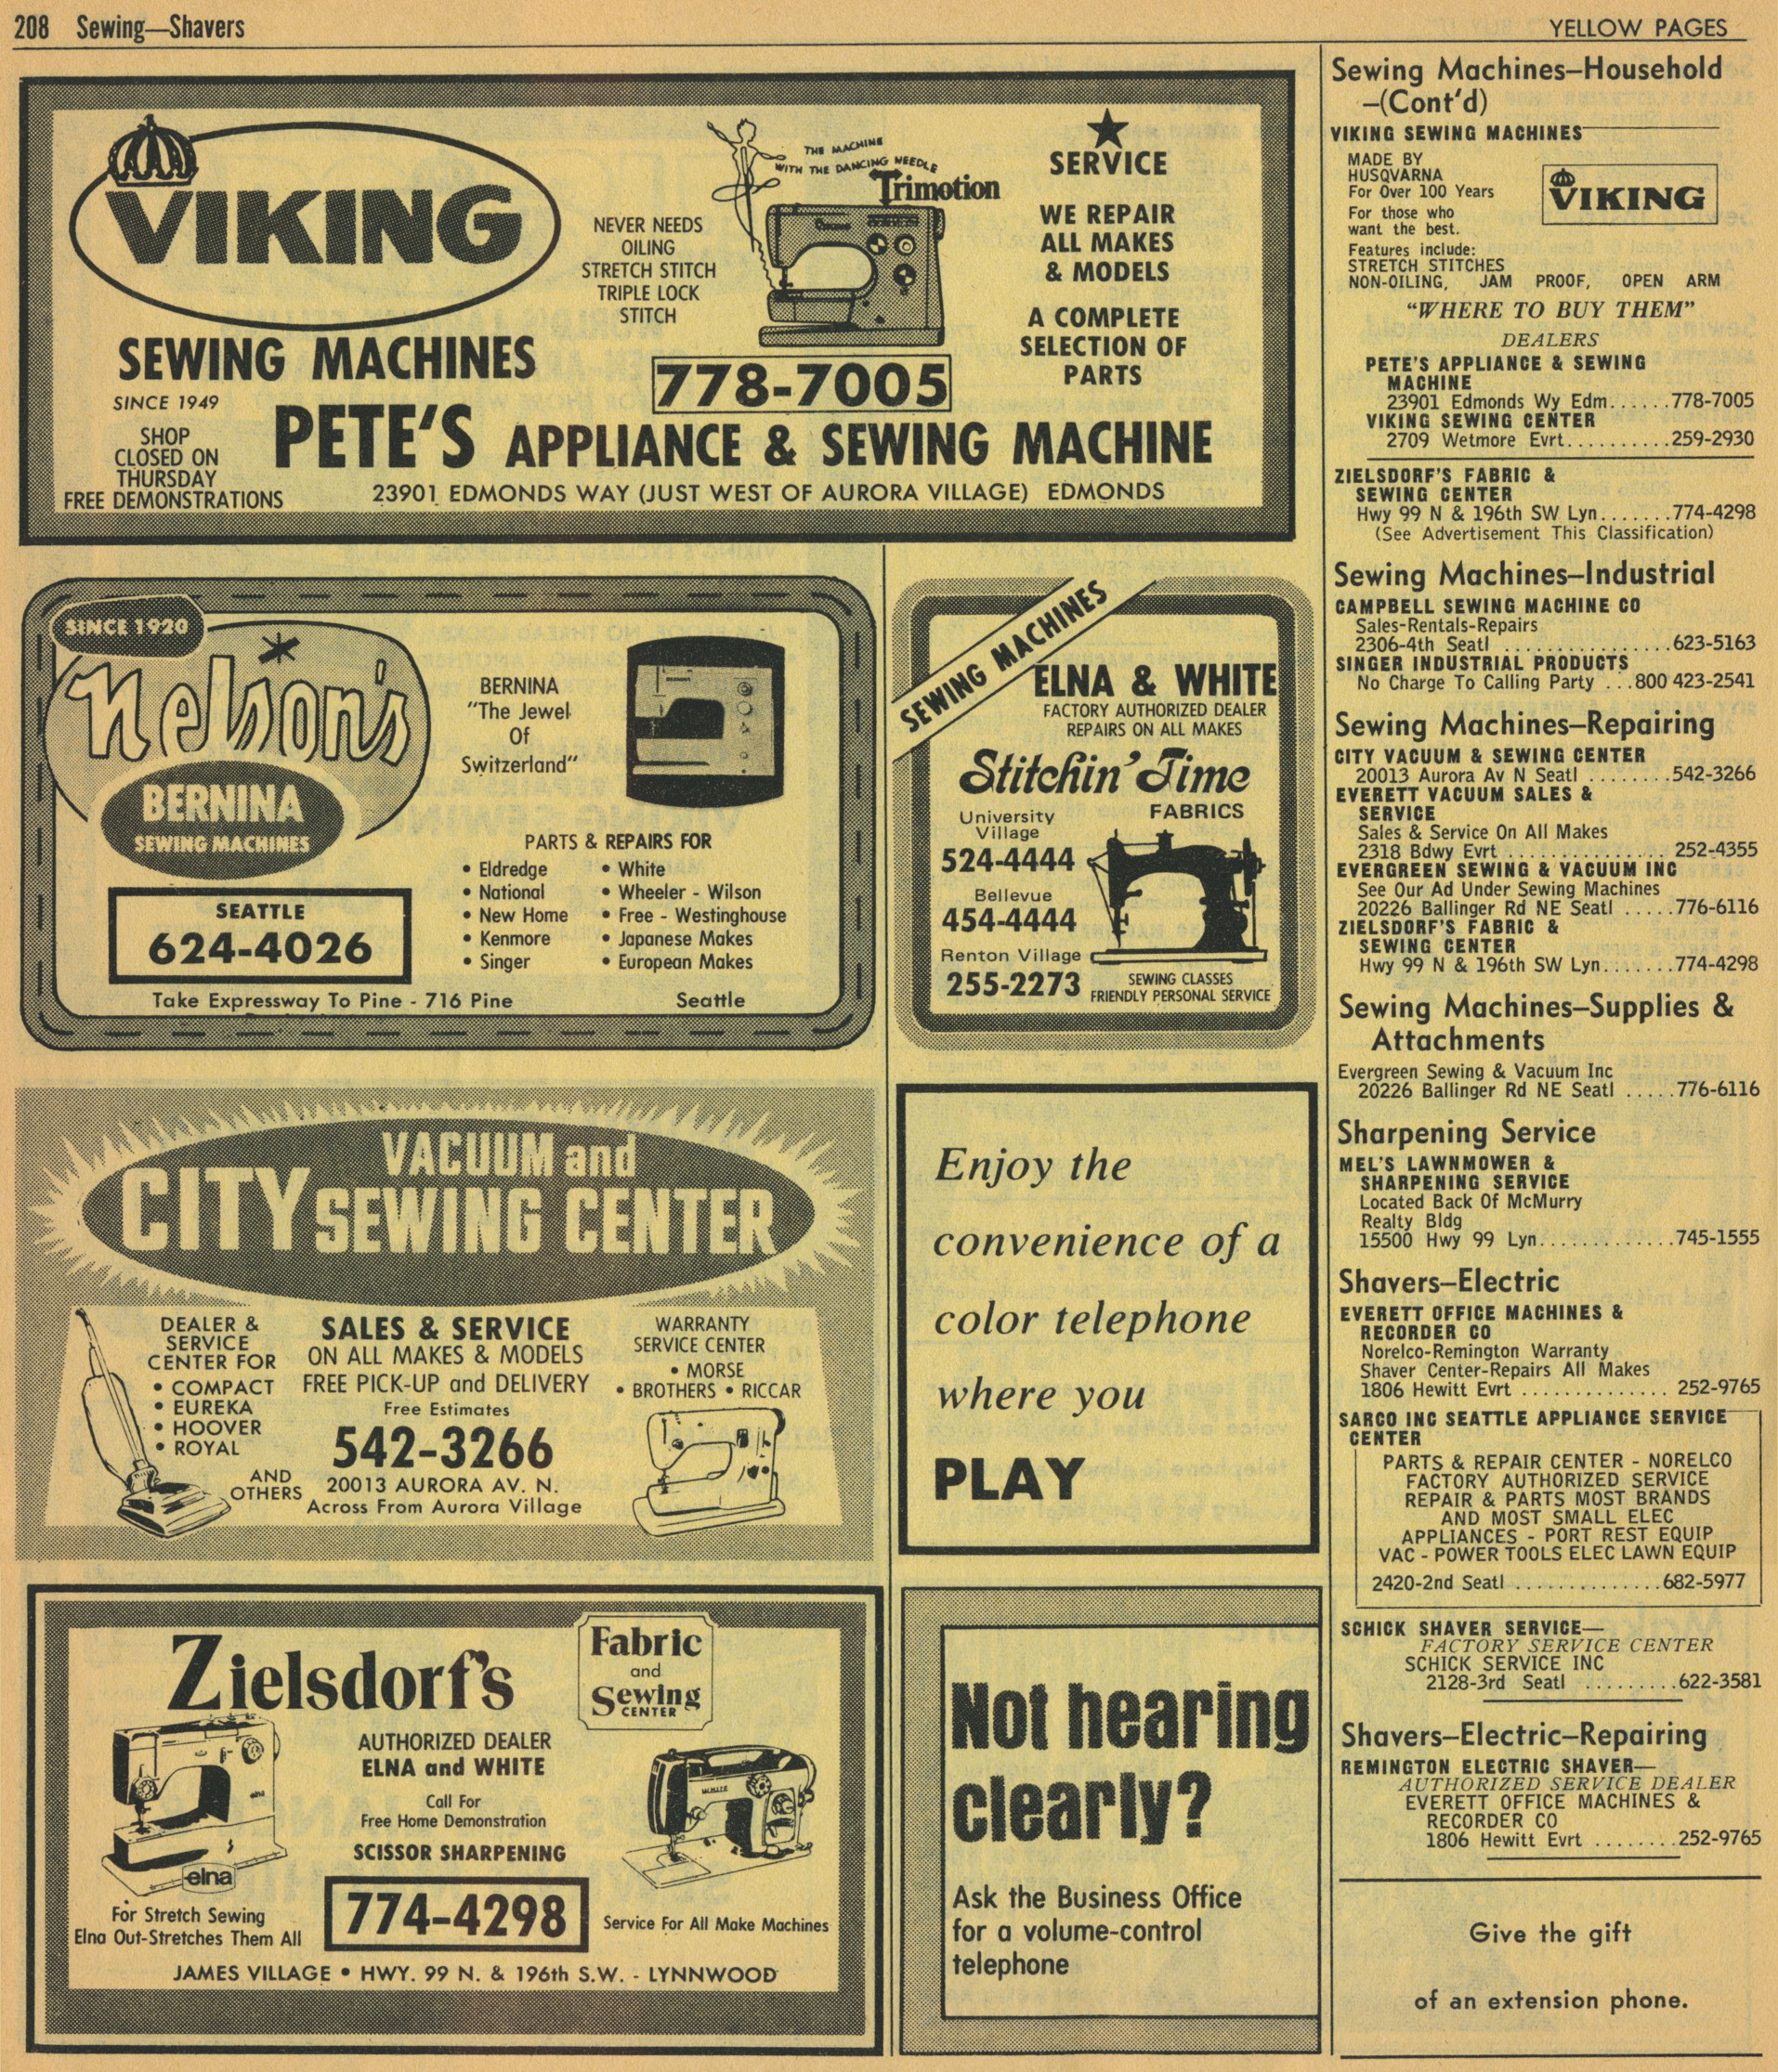 208 Sewing—Shavers
YELLOW PAGES
VIKING
SEWING MACHINES
SINCE 1949
SHOP
CLOSED ON
THURSDAY
FREE DEMONSTRATIONS
NEVER NEEDS
OILING
STRETCH STITCH
TRIPLE LOCK
STITCH
THE MACHINE
WITH THE DANCING NEEDLE
Trimotion
★
SERVICE
WE REPAIR
ALL MAKES
& MODELS
A COMPLETE
SELECTION OF
PARTS
778-7005
PETE'S APPLIANCE & SEWING MACHINE
23901 EDMONDS WAY (JUST WEST OF AURORA VILLAGE) EDMONDS
SINCE 1920
Nelson's
BERNINA
SEWING MACHINES
SEATTLE
624-4026
BERNINA
"The Jewel
Of
Switzerland"
PARTS & REPAIRS FOR
• Eldredge
• National
• New Home
• Kenmore
• Singer
• White
• Wheeler - Wilson
• Free - Westinghouse
• Japanese Makes
• European Makes
Take Expressway To Pine - 716 Pine Seattle
SEWING MACHINES
ELNA & WHITE
FACTORY AUTHORIZED DEALER
REPAIRS ON ALL MAKES
Stitchin' Time
FABRICS
University
Village
524-4444
Bellevue
454-4444
Renton Village
255-2273
SEWING CLASSES
FRIENDLY PERSONAL SERVICE
VACUUM and
CITY SEWING CENTER
DEALER &
SERVICE
CENTER FOR
• COMPACT
• EUREKA
• HOOVER
• ROYAL
AND
OTHERS
SALES & SERVICE
ON ALL MAKES & MODELS
FREE PICK-UP and DELIVERY
Free Estimates
542-3266
20013 AURORA AV. N.
Across From Aurora Village
WARRANTY
SERVICE CENTER
• MORSE
• BROTHERS • RICCAR
Enjoy the
convenience of a
color telephone
where you
PLAY
Zielsdorf's
Fabric
and
Sewing
CENTER
AUTHORIZED DEALER
ELNA and WHITE
Call For
Free Home Demonstration
SCISSOR SHARPENING
774-4298
elna
elna
WHITE
For Stretch Sewing
Elna Out-Stretches Them All
Service For All Make Machines
JAMES VILLAGE • HWY. 99 N. & 196th S.W. - LYNNWOOD
Not hearing
clearly?
Ask the Business Office
for a volume-control
telephone
Sewing Machines—Household
—(Cont'd)
VIKING SEWING MACHINES
MADE BY
HUSQVARNA
For Over 100 Years
For those who
want the best.
VIKING
Features include:
STRETCH STITCHES
NON-OILING, JAM PROOF, OPEN ARM
"WHERE TO BUY THEM"
DEALERS
PETE'S APPLIANCE & SEWING
MACHINE
23901 Edmonds Wy Edm......778-7005
VIKING SEWING CENTER
2709 Wetmore Evrt..........259-2930
ZIELSDORF'S FABRIC &
SEWING CENTER
Hwy 99 N & 196th SW Lyn.......774-4298
(See Advertisement This Classification)
Sewing Machines—Industrial
CAMPBELL SEWING MACHINE CO
Sales-Rentals-Repairs
2306-4th Seatl ................623-5163
SINGER INDUSTRIAL PRODUCTS
No Charge To Calling Party ...800 423-2541
Sewing Machines—Repairing
CITY VACUUM & SEWING CENTER
20013 Aurora Av N Seatl ........542-3266
EVERETT VACUUM SALES &
SERVICE
Sales & Service On All Makes
2318 Bdwy Evrt ................252-4355
EVERGREEN SEWING & VACUUM INC
See Our Ad Under Sewing Machines
20226 Ballinger Rd NE Seatl .....776-6116
ZIELSDORF'S FABRIC &
SEWING CENTER
Hwy 99 N & 196th SW Lyn.......774-4298
Sewing Machines—Supplies &
Attachments
Evergreen Sewing & Vacuum Inc
20226 Ballinger Rd NE Seatl .....776-6116
Sharpening Service
MEL'S LAWNMOWER &
SHARPENING SERVICE
Located Back Of McMurry
Realty Bldg
15500 Hwy 99 Lyn.............745-1555
Shavers—Electric
EVERETT OFFICE MACHINES &
RECORDER CO
Norelco-Remington Warranty
Shaver Center-Repairs All Makes
1806 Hewitt Evrt ..............252-9765
SARCO INC SEATTLE APPLIANCE SERVICE
CENTER
PARTS & REPAIR CENTER - NORELCO
FACTORY AUTHORIZED SERVICE
REPAIR & PARTS MOST BRANDS
AND MOST SMALL ELEC
APPLIANCES - PORT REST EQUIP
VAC - POWER TOOLS ELEC LAWN EQUIP
2420-2nd Seatl ..............682-5977
SCHICK SHAVER SERVICE—
FACTORY SERVICE CENTER
SCHICK SERVICE INC
2128-3rd Seatl .........622-3581
Shavers—Electric—Repairing
REMINGTON ELECTRIC SHAVER—
AUTHORIZED SERVICE DEALER
EVERETT OFFICE MACHINES &
RECORDER CO
1806 Hewitt Evrt ........252-9765
Give the gift
of an extension phone.